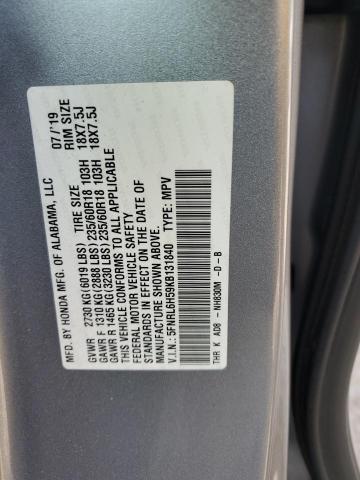 MFD. BY HONDA MFG. OF ALABAMA, LLC 07/'19
TIRE SIZE RIM SIZE
GVWR 2730 KG(6019 LBS)
GAWR F 1310 KG(2888 LBS) 235/60R18 103H 18X7.5J
GAWR R 1465 KG(3230 LBS) 235/60R18 103H 18X7.5J
THIS VEHICLE CONFORMS TO ALL APPLICABLE
FEDERAL MOTOR VEHICLE SAFETY
STANDARDS IN EFFECT ON THE DATE OF
MANUFACTURE SHOWN ABOVE.
V.I.N.: 5FNRL6H59KB131840 TYPE: MPV
THR K AD8 - NH830M -D-B